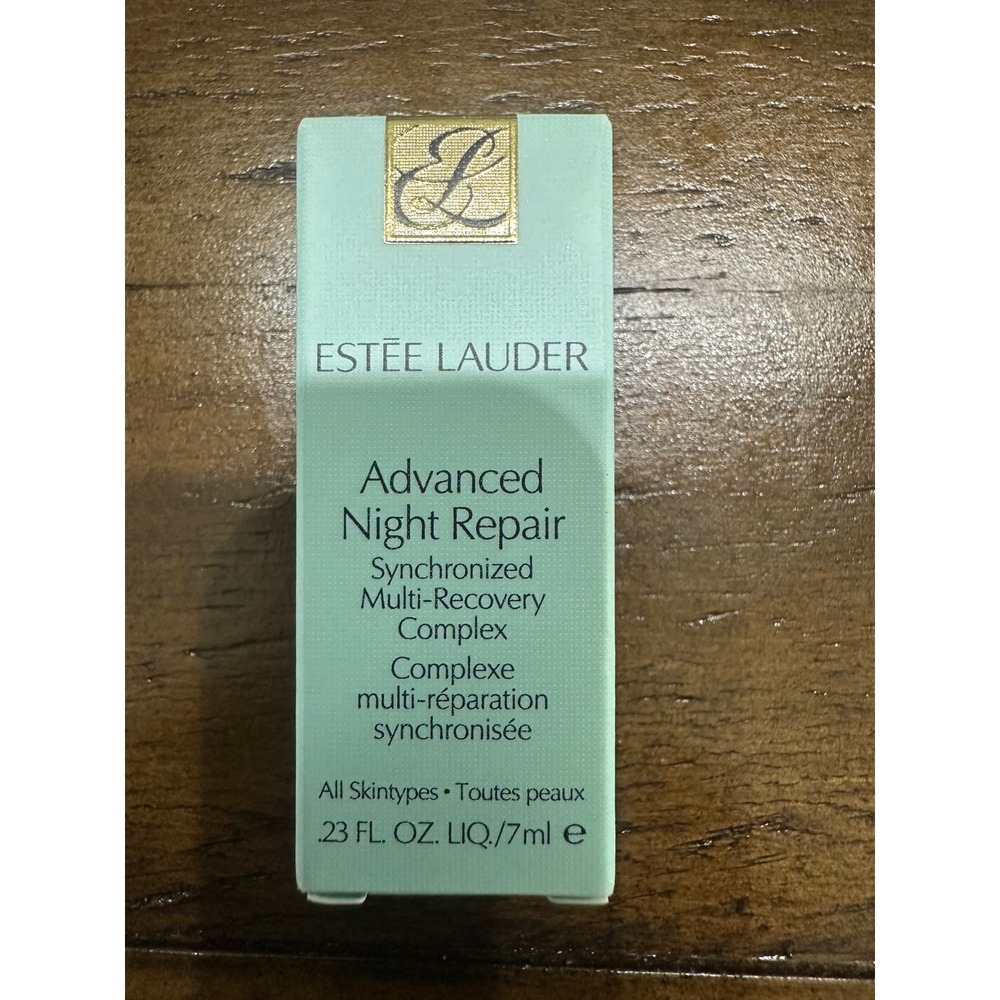 EL
ESTĒE LAUDER
Advanced
Night Repair
Synchronized
Multi-Recovery
Complex
Complexe
multi-réparation
synchronisée
All Skintypes • Toutes peaux
.23 FL. OZ. LIQ./7ml ℮